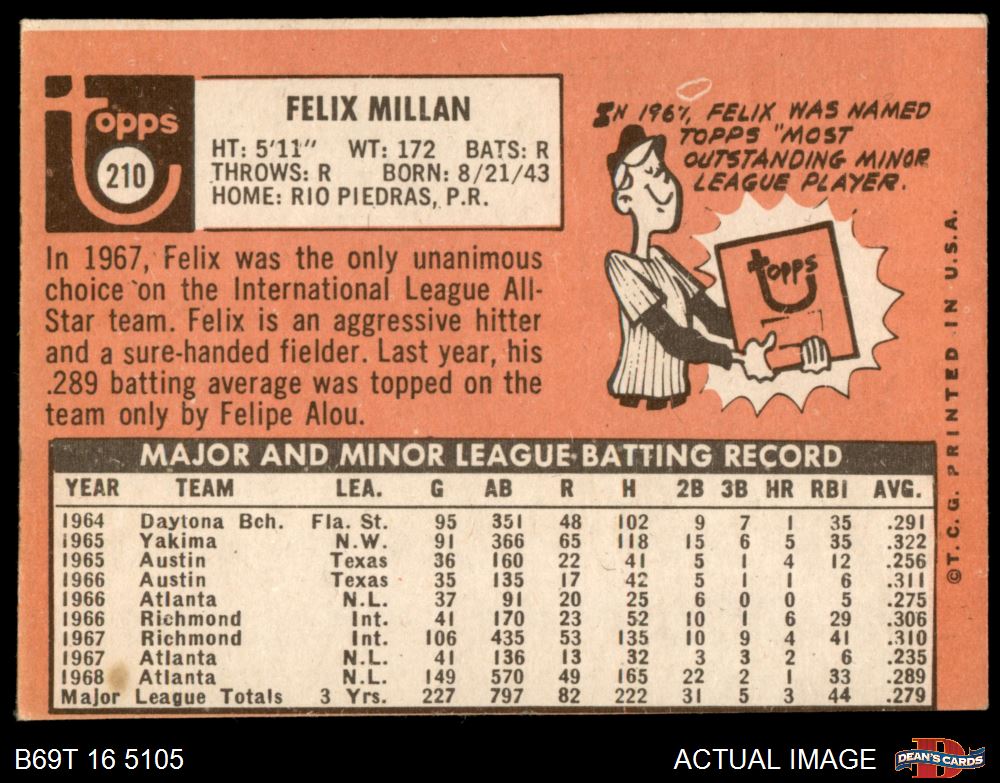 topps
210
FELIX MILLAN
HT: 5'11" WT: 172 BATS: R
THROWS: R BORN: 8/21/43
HOME: RIO PIEDRAS, P.R.
IN 1967, FELIX WAS NAMED
TOPPS "MOST
OUTSTANDING MINOR
LEAGUE PLAYER.
topps
In 1967, Felix was the only unanimous
choice on the International League All-
Star team. Felix is an aggressive hitter
and a sure-handed fielder. Last year, his
.289 batting average was topped on the
team only by Felipe Alou.
©T.C.G. PRINTED IN U.S.A.
MAJOR AND MINOR LEAGUE BATTING RECORD
YEAR TEAM LEA. G AB R H 2B 3B HR RBI AVG.
1964 Daytona Bch. Fla. St. 95 351 48 102 9 7 1 35 .291
1965 Yakima N.W. 91 366 65 118 15 6 5 35 .322
1965 Austin Texas 36 160 22 41 5 1 4 12 .256
1966 Austin Texas 35 135 17 42 5 1 1 6 .311
1966 Atlanta N.L. 37 91 20 25 6 0 0 5 .275
1966 Richmond Int. 41 170 23 52 10 1 6 29 .306
1967 Richmond Int. 106 435 53 135 10 9 4 41 .310
1967 Atlanta N.L. 41 136 13 32 3 3 2 6 .235
1968 Atlanta N.L. 149 570 49 165 22 2 1 33 .289
Major League Totals 3 Yrs. 227 797 82 222 31 5 3 44 .279
B69T 16 5105
ACTUAL IMAGE
DEAN'S CARDS